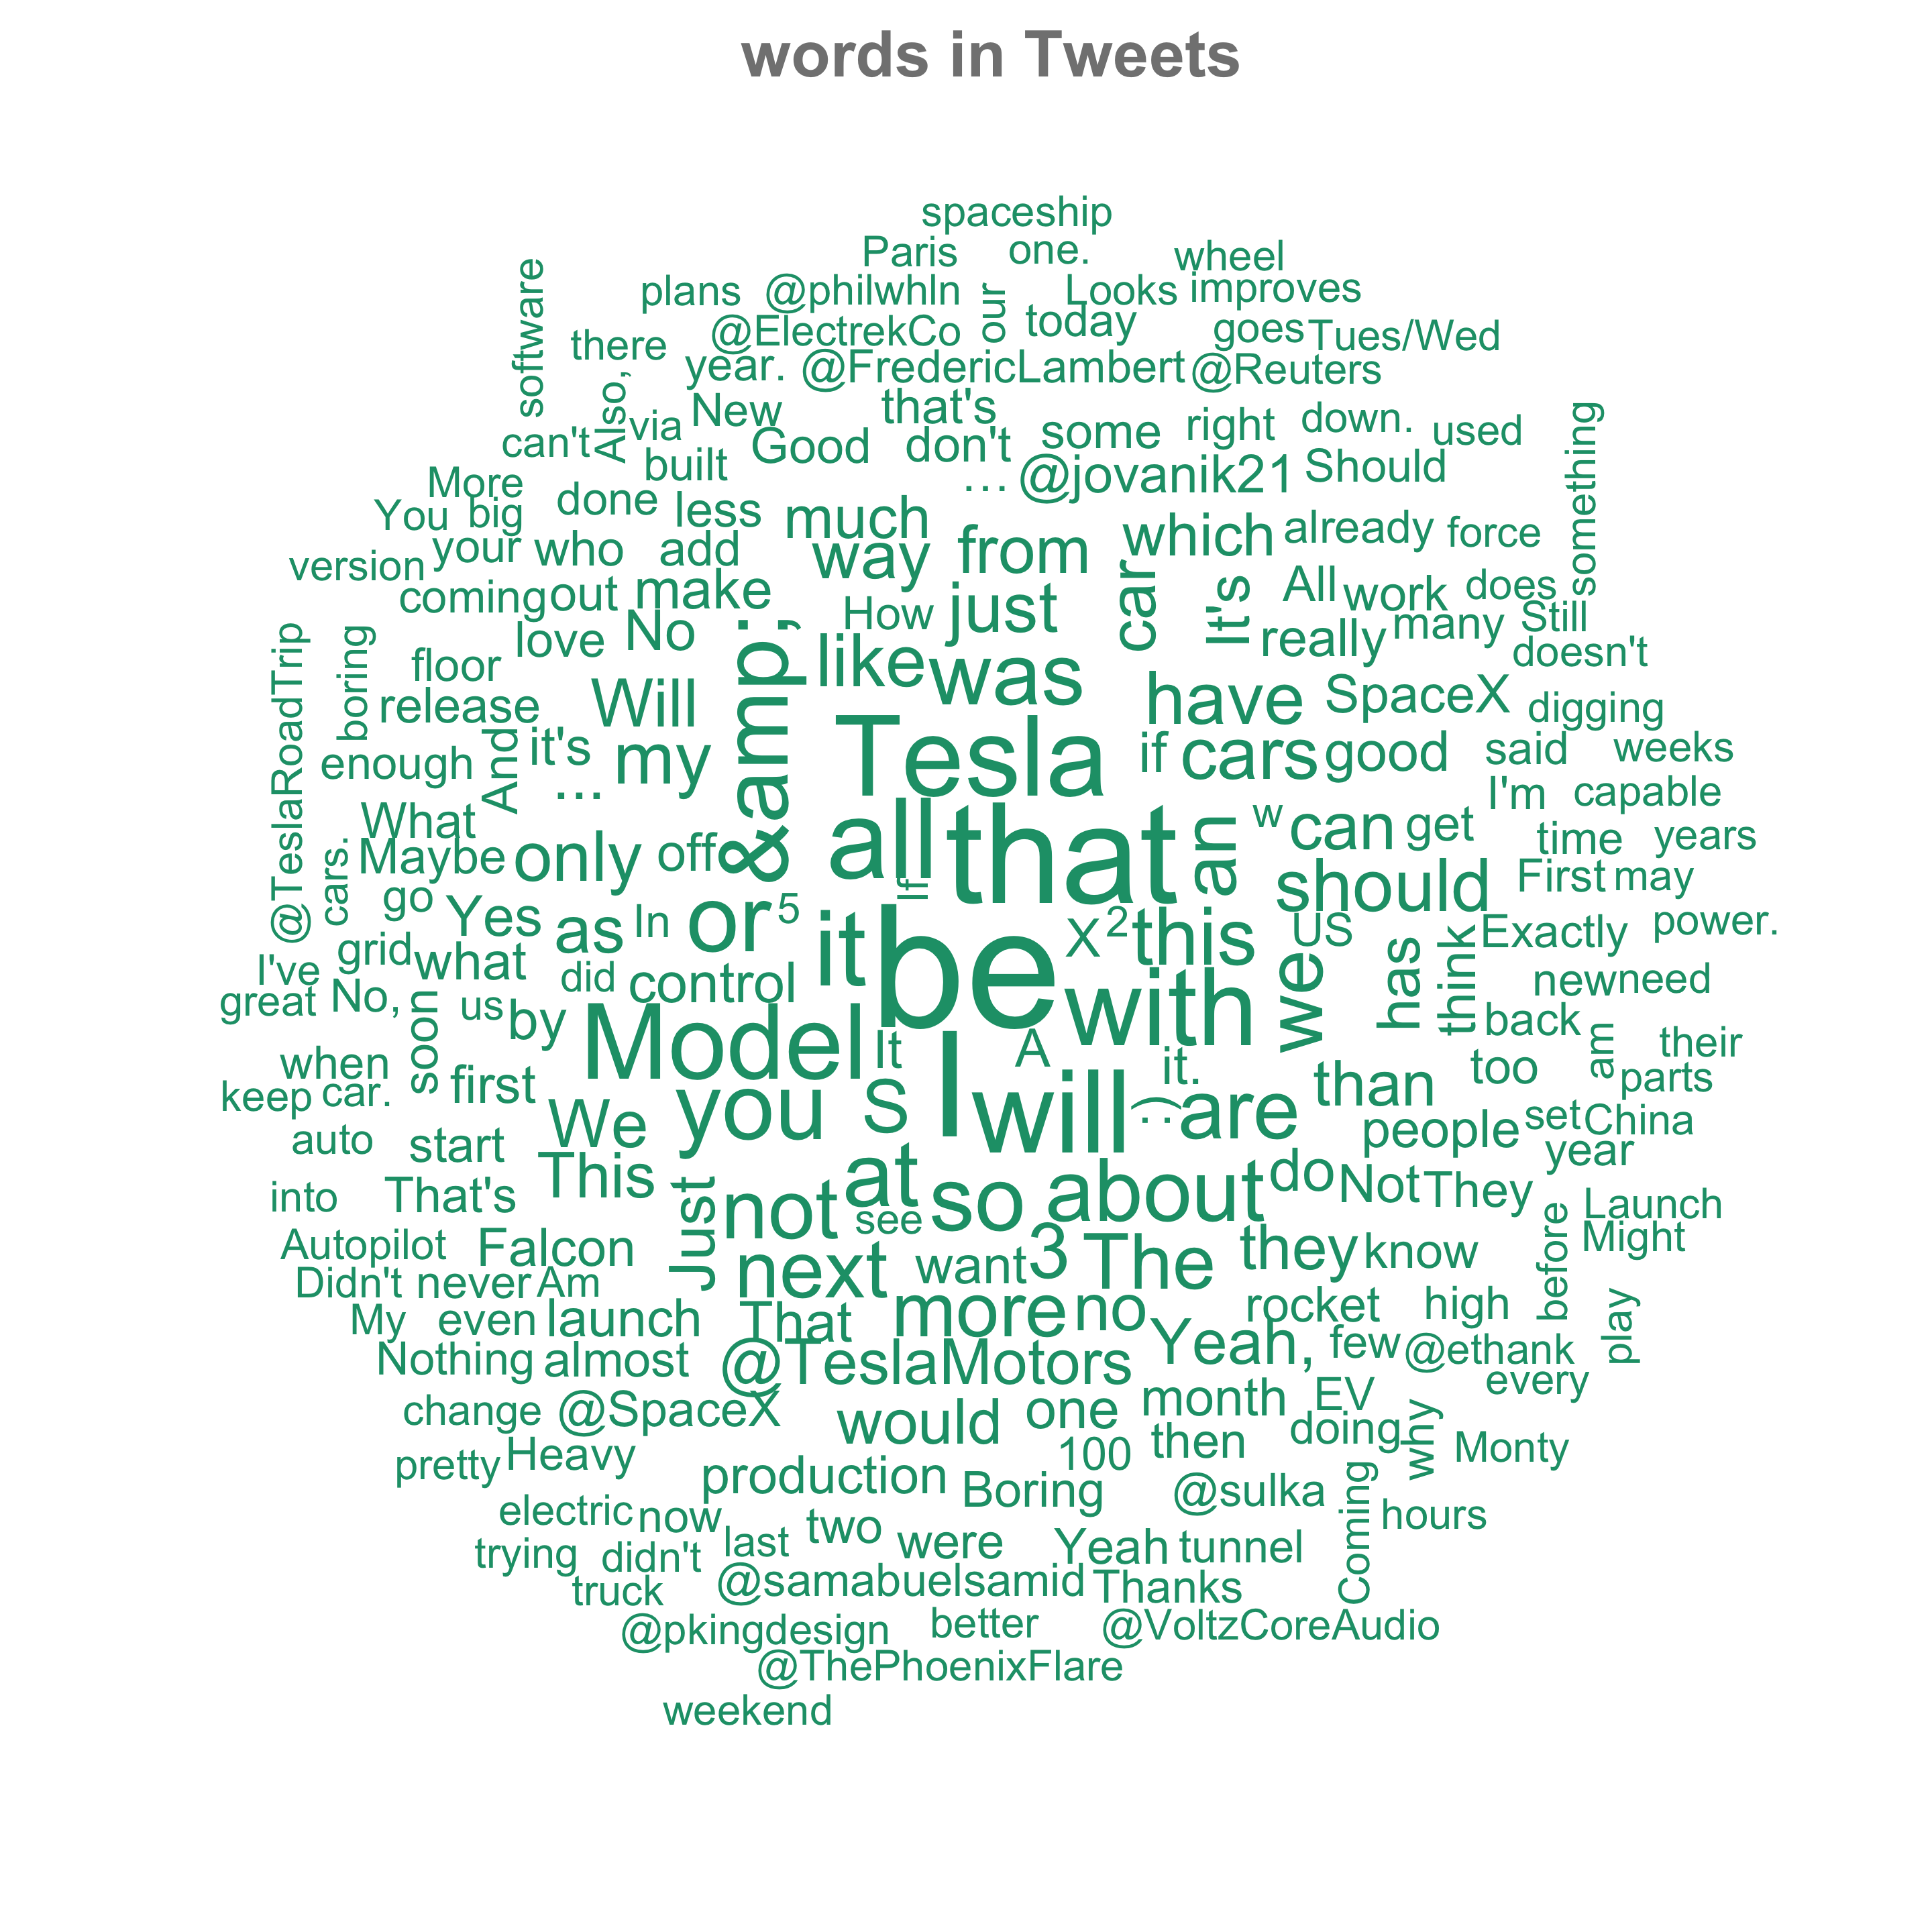 words in Tweets
spaceship
Paris one. wheel
software plans @philwhln our Looks improves
there @ElectrekCo today goes Tues/Wed
Also, year. @FredericLambert @Reuters
can't via New that's some right down. used something
More built Good don't ... @jovanik21 Should
You big done less much which already force
version your who add way from car It's All work does
coming out make How just really many Still
@TeslaRoadTrip boring floor love No &amp; like was doesn't
release Will have SpaceX digging
enough And it's my Tesla if cars good said weeks
... I'm capable
What Maybe only off all that an w can get time years
cars. go Yes as In or 5 If should First may
it be X 2 this we US has think Exactly power.
I've grid what did control with new need
great No, soon us by Model It A back am their
when first it. than too parts
keep car. We you S I will :) are people set China
auto start year
into That's This Just not at so about do Not They before Launch
see Might
Autopilot Falcon next want 3 The they know
Didn't never Am
My even launch That more no rocket high play
Nothing almost @TeslaMotors Yeah, few @ethank
every
change @SpaceX would one month EV why
pretty Heavy 100 then doing Monty
production Boring @sulka Coming
electric now last two were Yeah tunnel hours
trying didn't
truck @samabuelsamid Thanks
@pkingdesign better @VoltzCoreAudio
@ThePhoenixFlare
weekend